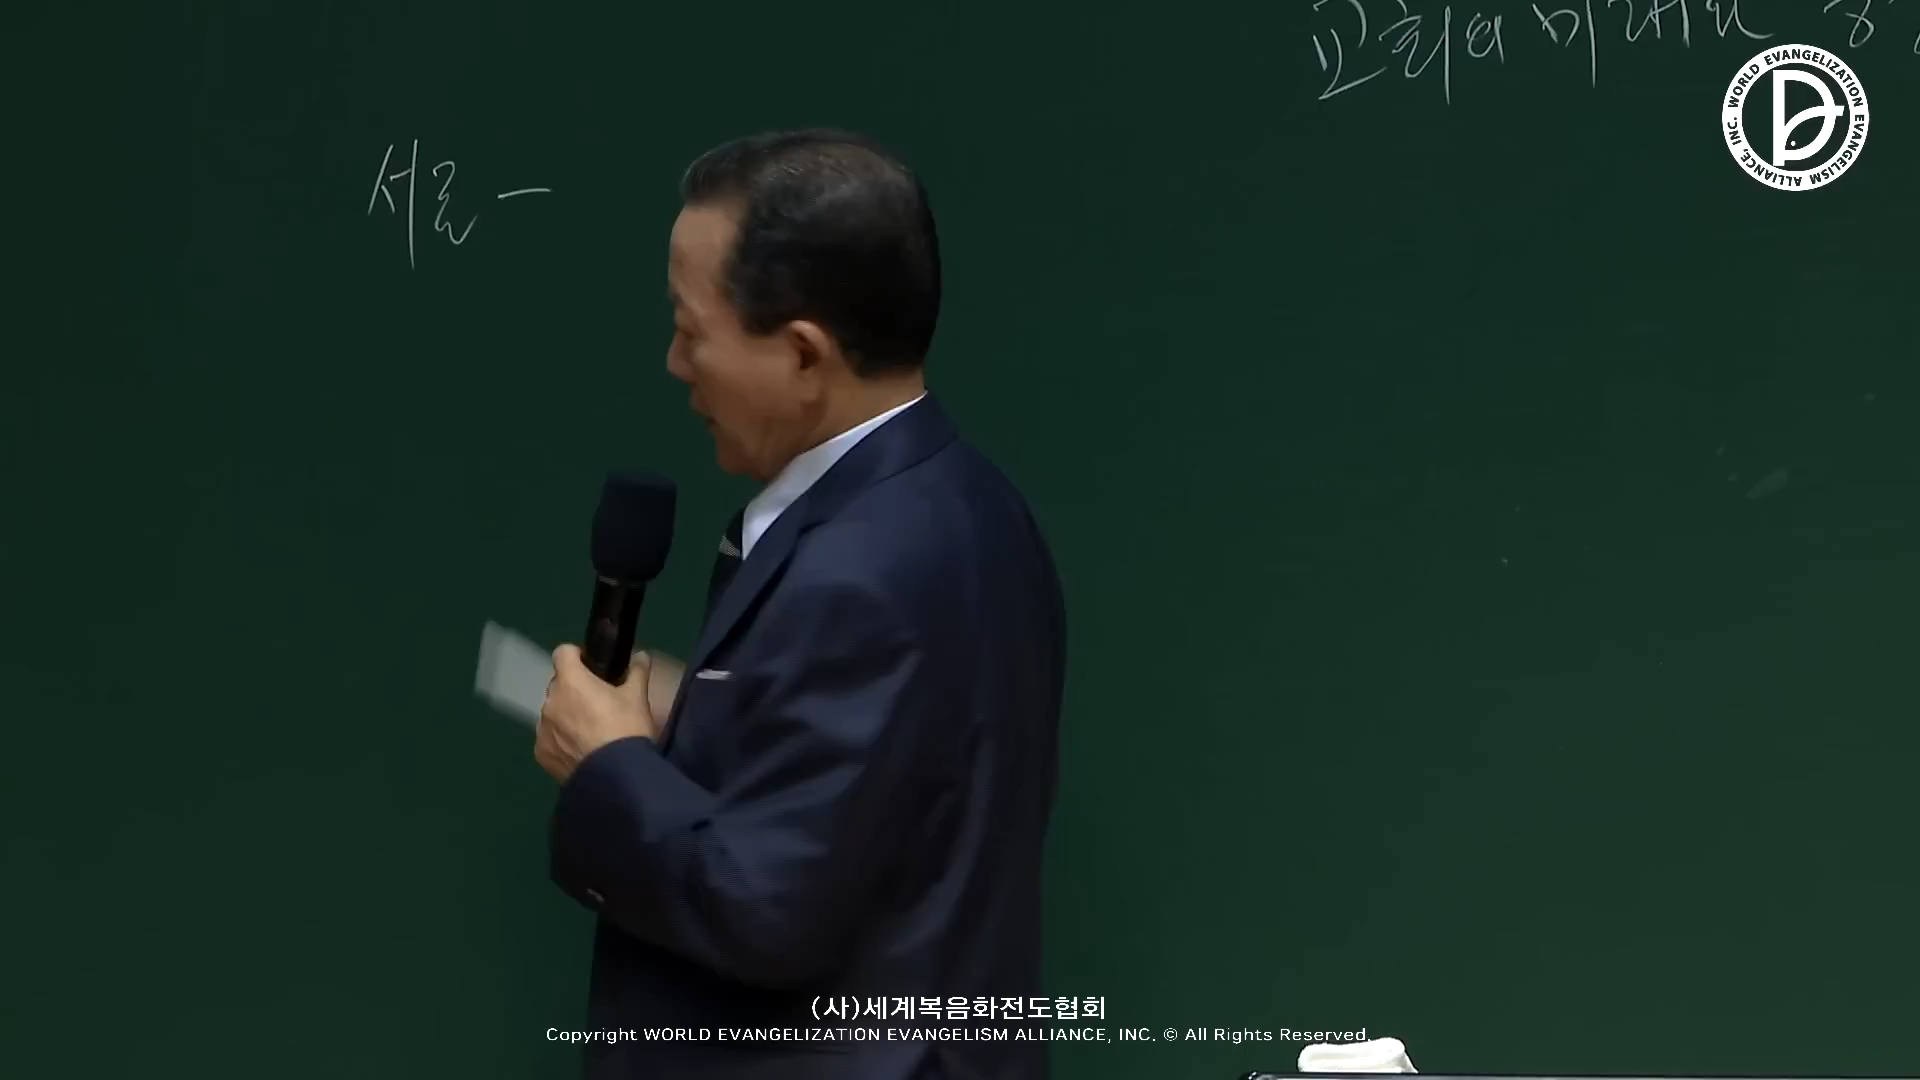 교회의 미래와
WORLD EVANGELIZATION EVANGELISM ALLIANCE, INC.
서론 -
(사)세계복음화전도협회
Copyright WORLD EVANGELIZATION EVANGELISM ALLIANCE, INC. © All Rights Reserved.